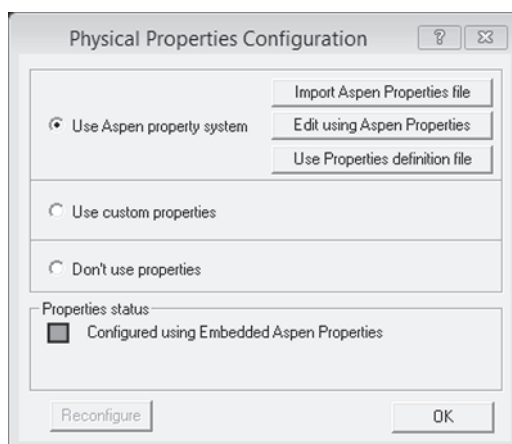 Physical Properties Configuration ?
Import Aspen Properties file
Use Aspen property system
Edit using Aspen Properties
Use Properties definition file
Use custom properties
Don't use properties
Properties status
Configured using Embedded Aspen Properties
Reconfigure
OK